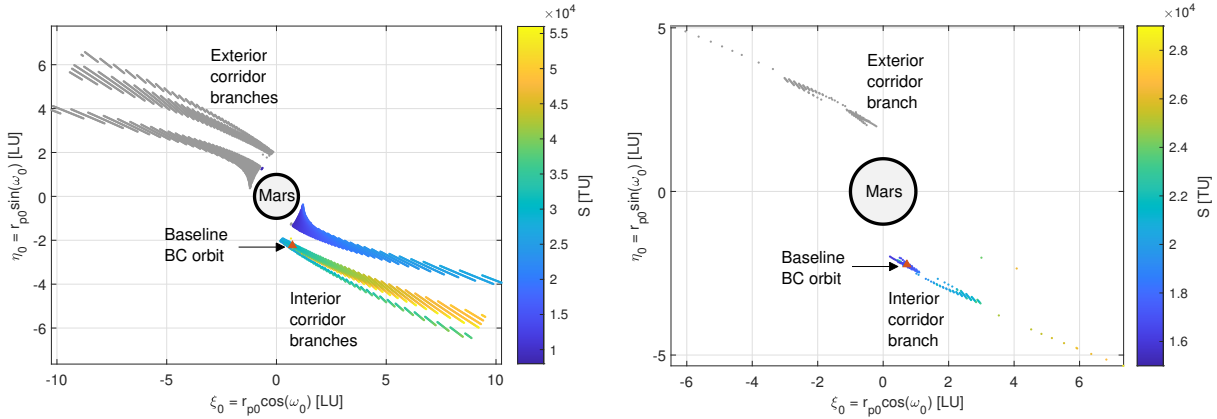 ×10⁴
Exterior
corridor
branches
Mars
Baseline
BC orbit
Interior
corridor
branches
6
4
2
0
-2
-4
-6
η₀ = r_p0 sin(ω₀) [LU]
-10
-5
0
5
10
ξ₀ = r_p0 cos(ω₀) [LU]
5.5
5
4.5
4
3.5
3
2.5
2
1.5
1
S [TU]
×10⁴
Exterior
corridor
branch
Mars
Baseline
BC orbit
Interior
corridor
branch
5
0
-5
η₀ = r_p0 sin(ω₀) [LU]
-6
-4
-2
0
2
4
6
ξ₀ = r_p0 cos(ω₀) [LU]
2.8
2.6
2.4
2.2
2
1.8
1.6
S [TU]